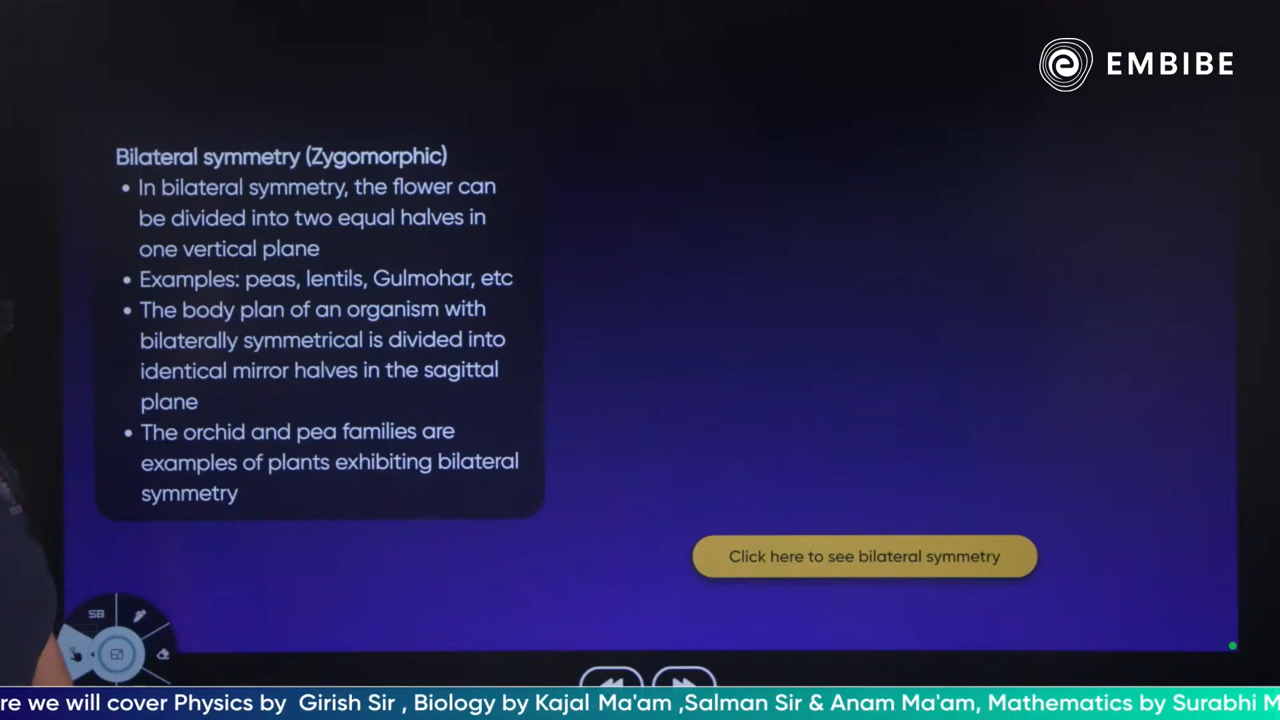 EMBIBE
Bilateral symmetry (Zygomorphic)
• In bilateral symmetry, the flower can
be divided into two equal halves in
one vertical plane
• Examples: peas, lentils, Gulmohar, etc
• The body plan of an organism with
bilaterally symmetrical is divided into
identical mirror halves in the sagittal
plane
• The orchid and pea families are
examples of plants exhibiting bilateral
symmetry
Click here to see bilateral symmetry
SB
re we will cover Physics by Girish Sir , Biology by Kajal Ma'am ,Salman Sir & Anam Ma'am, Mathematics by Surabhi M